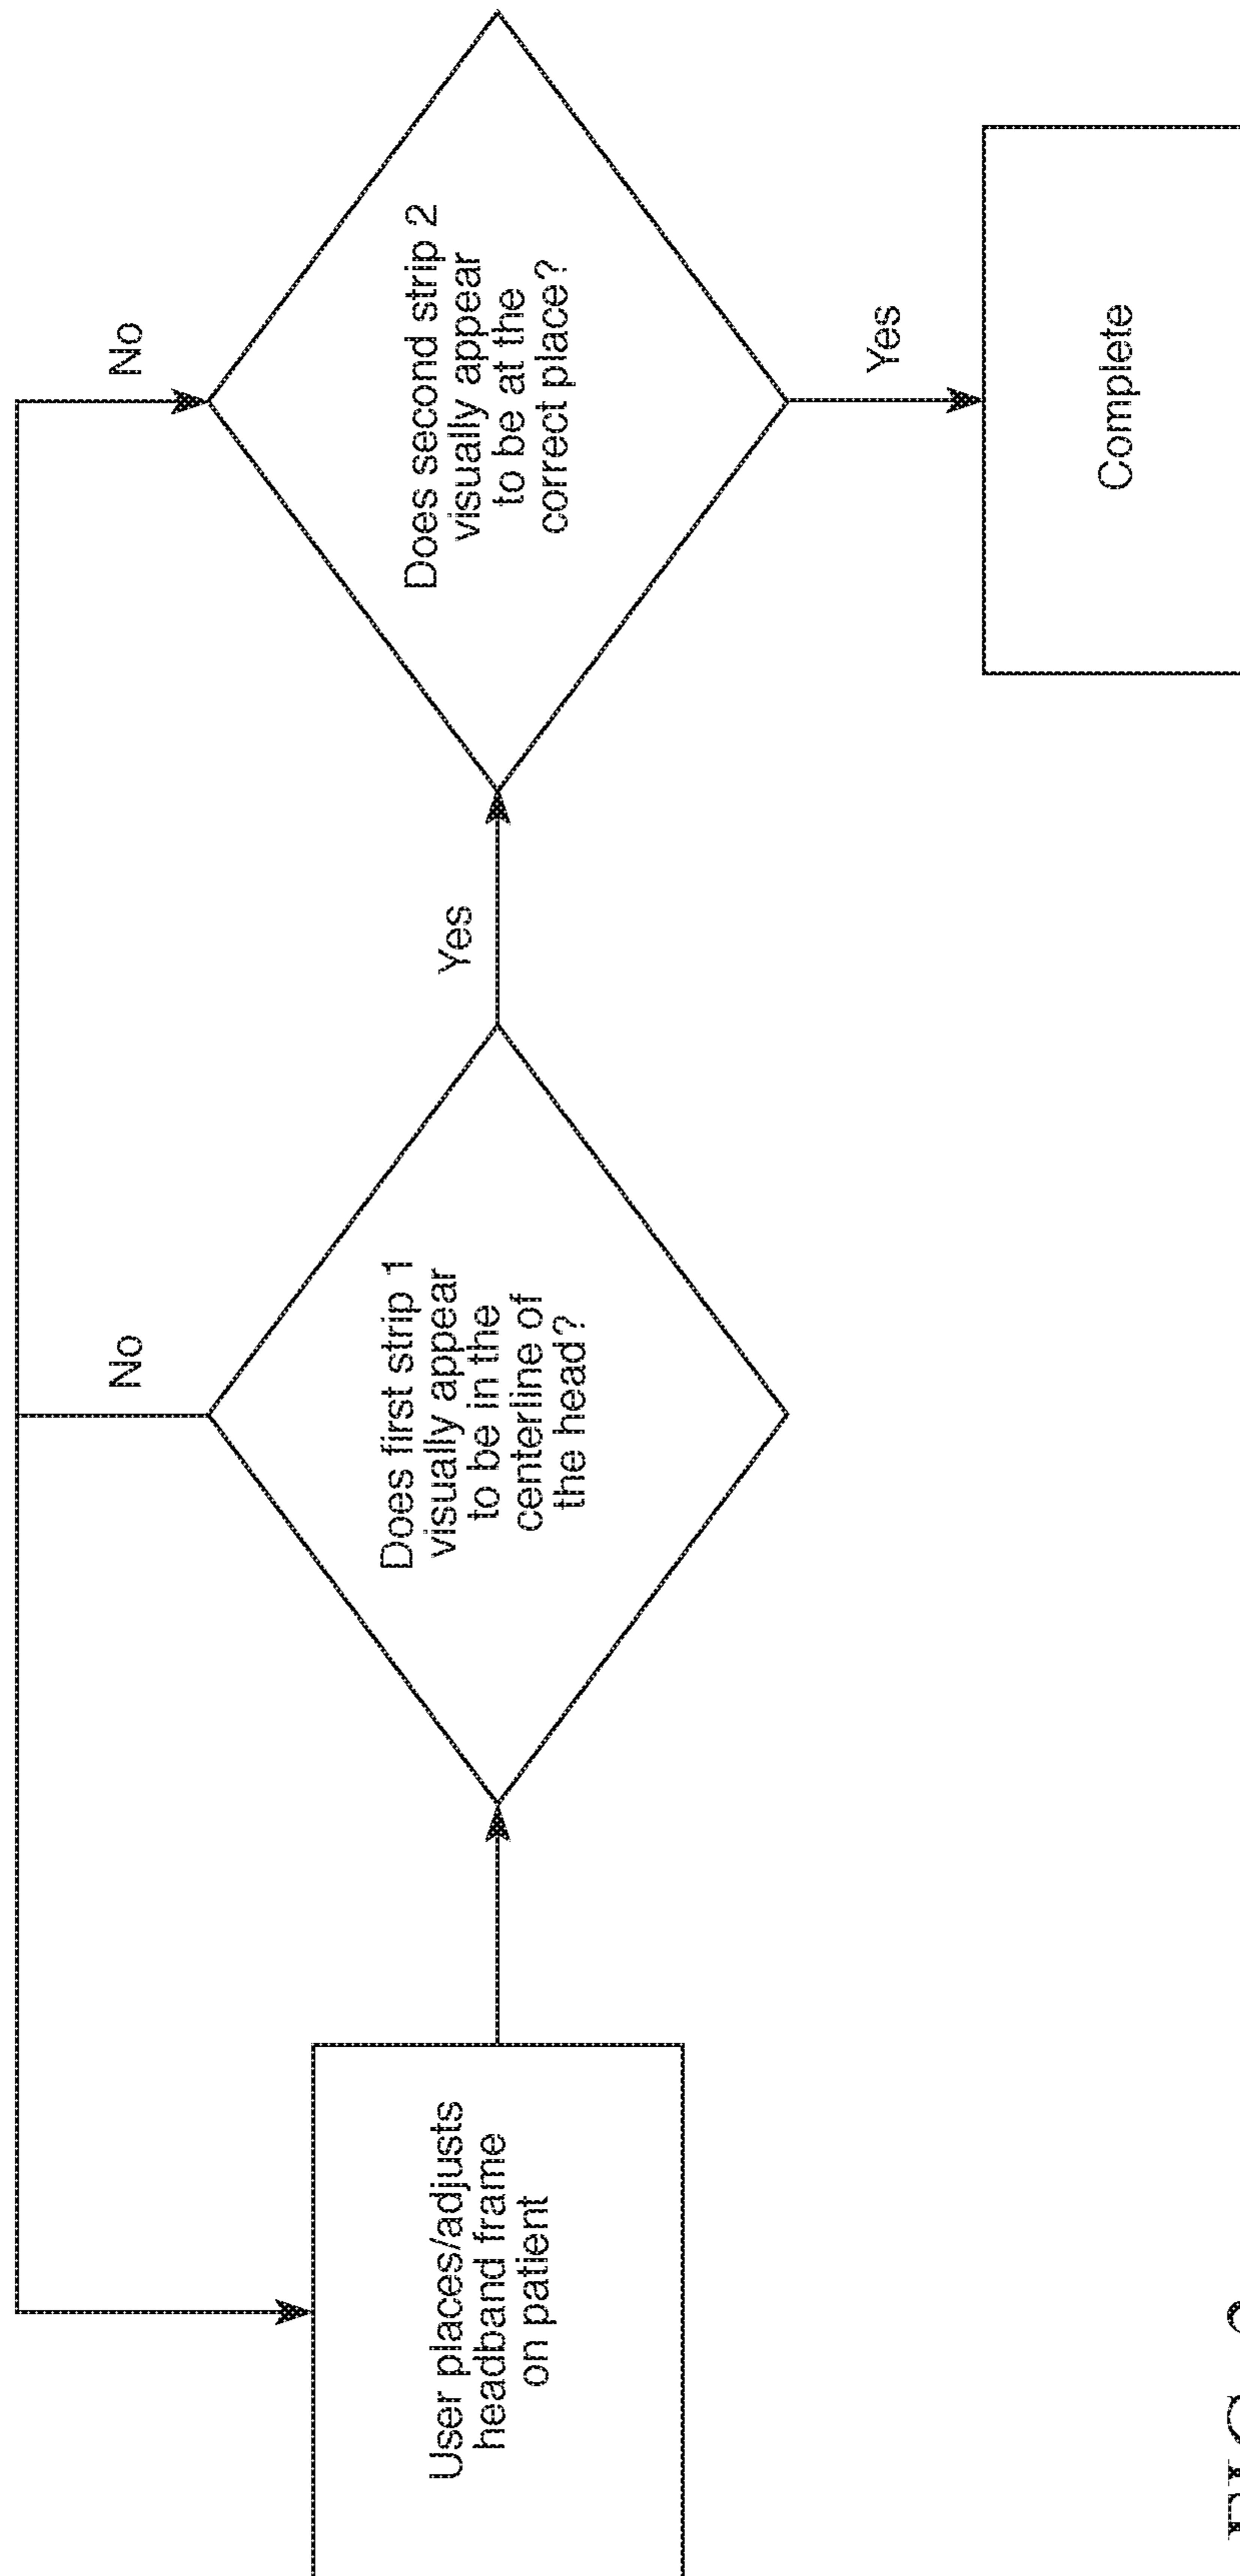 User places/adjusts
headband frame
on patient
Does first strip 1
visually appear
to be in the
centerline of
the head?
No
Yes
Does second strip 2
visually appear
to be at the
correct place?
No
Yes
Complete